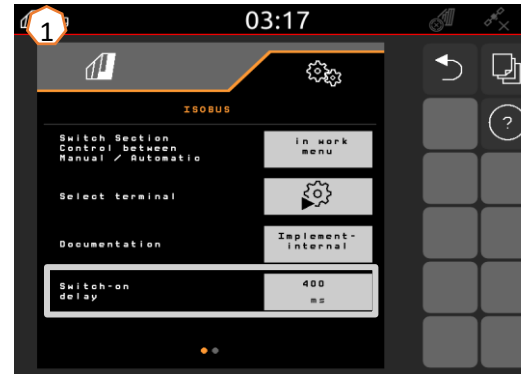 1
03:17
ISOBUS
Switch Section
Control between
Manual / Automatic
in work
menu
Select terminal
Documentation
Implement-
internal
Switch-on
delay
400
ms
?